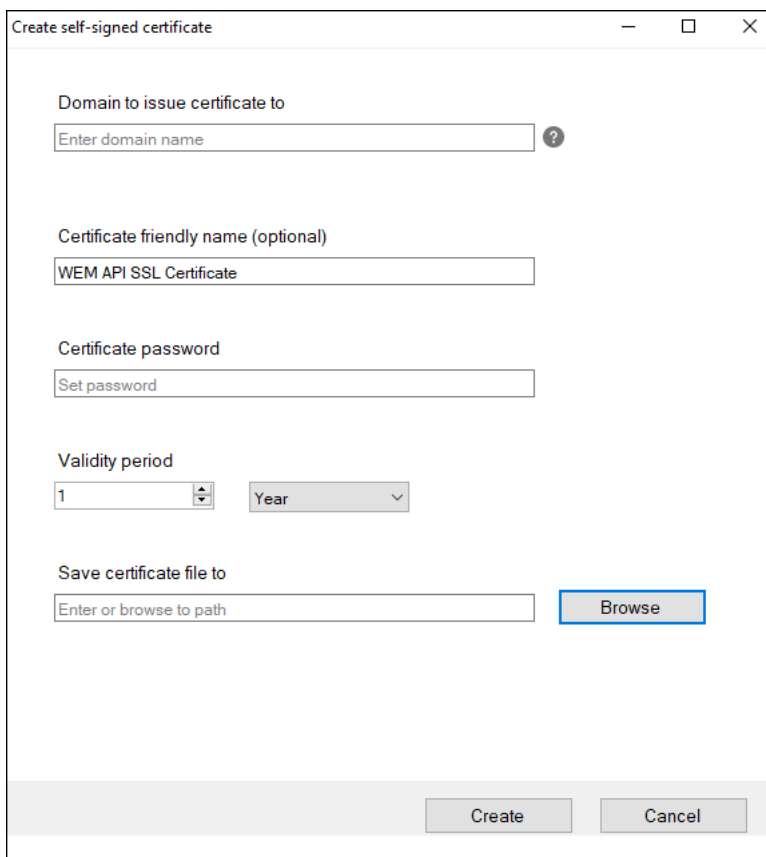 Create self-signed certificate
Domain to issue certificate to
Enter domain name
?
Certificate friendly name (optional)
WEM API SSL Certificate
Certificate password
Set password
Validity period
1 Year
Save certificate file to
Enter or browse to path Browse
Create Cancel